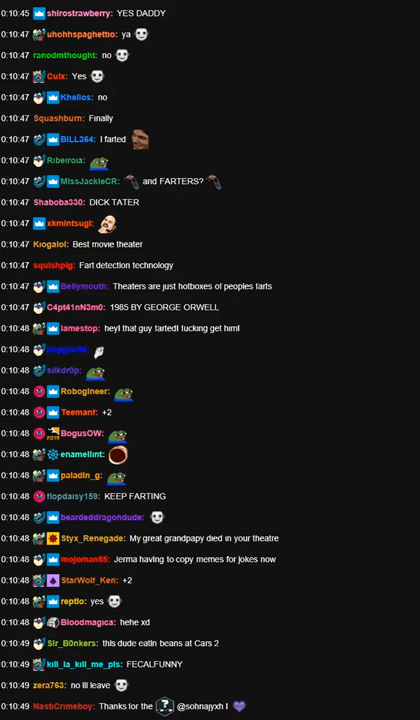 0:10:45 shirostrawberry: YES DADDY
0:10:47 uhohhspaghettio: ya
0:10:47 ranodmthought: no
0:10:47 Culx: Yes
0:10:47 Khellos: no
0:10:47 Squashburn: Finally
0:10:47 BILL364: I farted
0:10:47 Ribeiroia:
0:10:47 MissJackieCR: and FARTERS?
0:10:47 Shaboba330: DICK TATER
0:10:47 xkmintsugi:
0:10:47 Kiogalol: Best movie theater
0:10:47 squishpig: Fart detection technology
0:10:47 Bellymouth: Theaters are just hotboxes of peoples farts
0:10:47 C4pt41nN3m0: 1985 BY GEORGE ORWELL
0:10:48 lamestop: hey! that guy farted! fucking get him!
0:10:48
0:10:48 silkdr0p:
0:10:48 Robogineer:
0:10:48 Teemanf: +2
0:10:48 BogusOW:
0:10:48 enamellint:
0:10:48 paladin_g:
0:10:48 flopdaisy159: KEEP FARTING
0:10:48 beardeddragondude:
0:10:48 Styx_Renegade: My great grandpapy died in your theatre
0:10:48 mojoman55: Jerma having to copy memes for jokes now
0:10:48 StarWolf_Ken: +2
0:10:48 reptlo: yes
0:10:48 Bloodmagica: hehe xd
0:10:49 Sir_B0nkers: this dude eatin beans at Cars 2
0:10:49 kill_la_kill_me_pls: FECALFUNNY
0:10:49 zera763: no ill leave
0:10:49 NastiCrimeboy: Thanks for the ? @sohnajyxh !